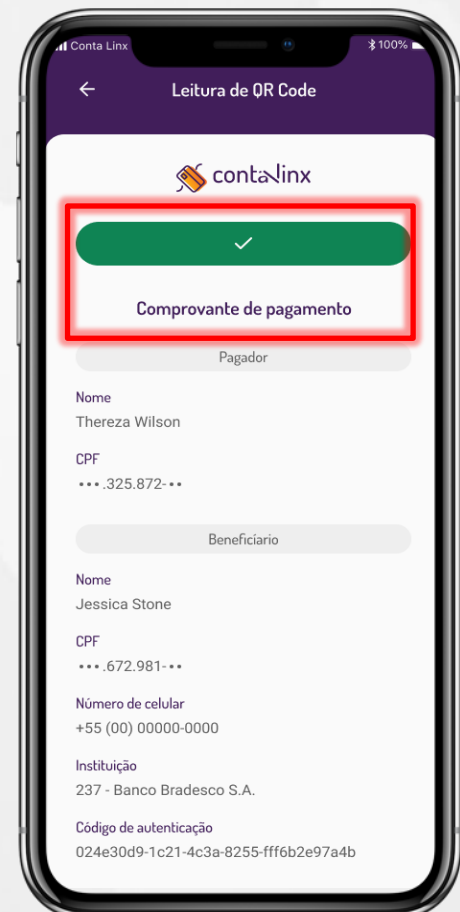 Conta Linx
100%
Leitura de QR Code
contalinx
Comprovante de pagamento
Pagador
Nome
Thereza Wilson
CPF
•••.325.872-••
Beneficiario
Nome
Jessica Stone
CPF
•••.672.981-••
Número de celular
+55 (00) 00000-0000
Instituição
237 - Banco Bradesco S.A.
Código de autenticação
024e30d9-1c21-4c3a-8255-fff6b2e97a4b